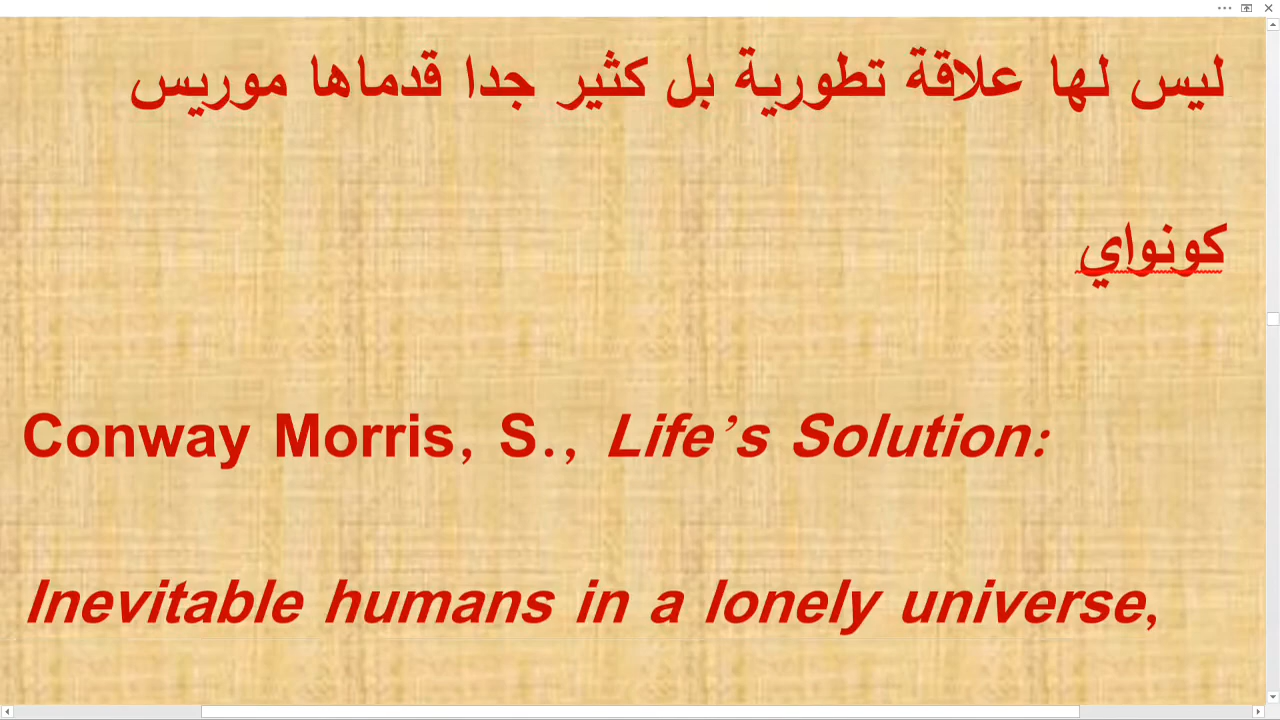 ليس لها علاقة تطورية بل كثير جدا قدماها موريس
كونواي
Conway Morris, S., Life’s Solution:
Inevitable humans in a lonely universe,